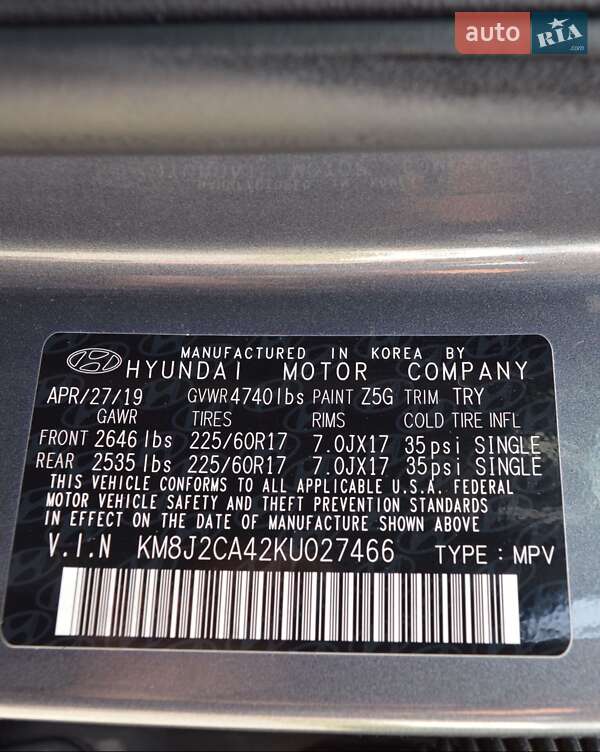 auto RIA
.com
MANUFACTURED IN KOREA BY
HYUNDAI MOTOR COMPANY
APR/27/19 GVWR 4740lbs PAINT Z5G TRIM TRY
GAWR TIRES RIMS COLD TIRE INFL
FRONT 2646 lbs 225/60R17 7.0JX17 35psi SINGLE
REAR 2535 lbs 225/60R17 7.0JX17 35psi SINGLE
THIS VEHICLE CONFORMS TO ALL APPLICABLE U.S.A. FEDERAL
MOTOR VEHICLE SAFETY AND THEFT PREVENTION STANDARDS
IN EFFECT ON THE DATE OF MANUFACTURE SHOWN ABOVE
V.I.N KM8J2CA42KU027466 TYPE : MPV